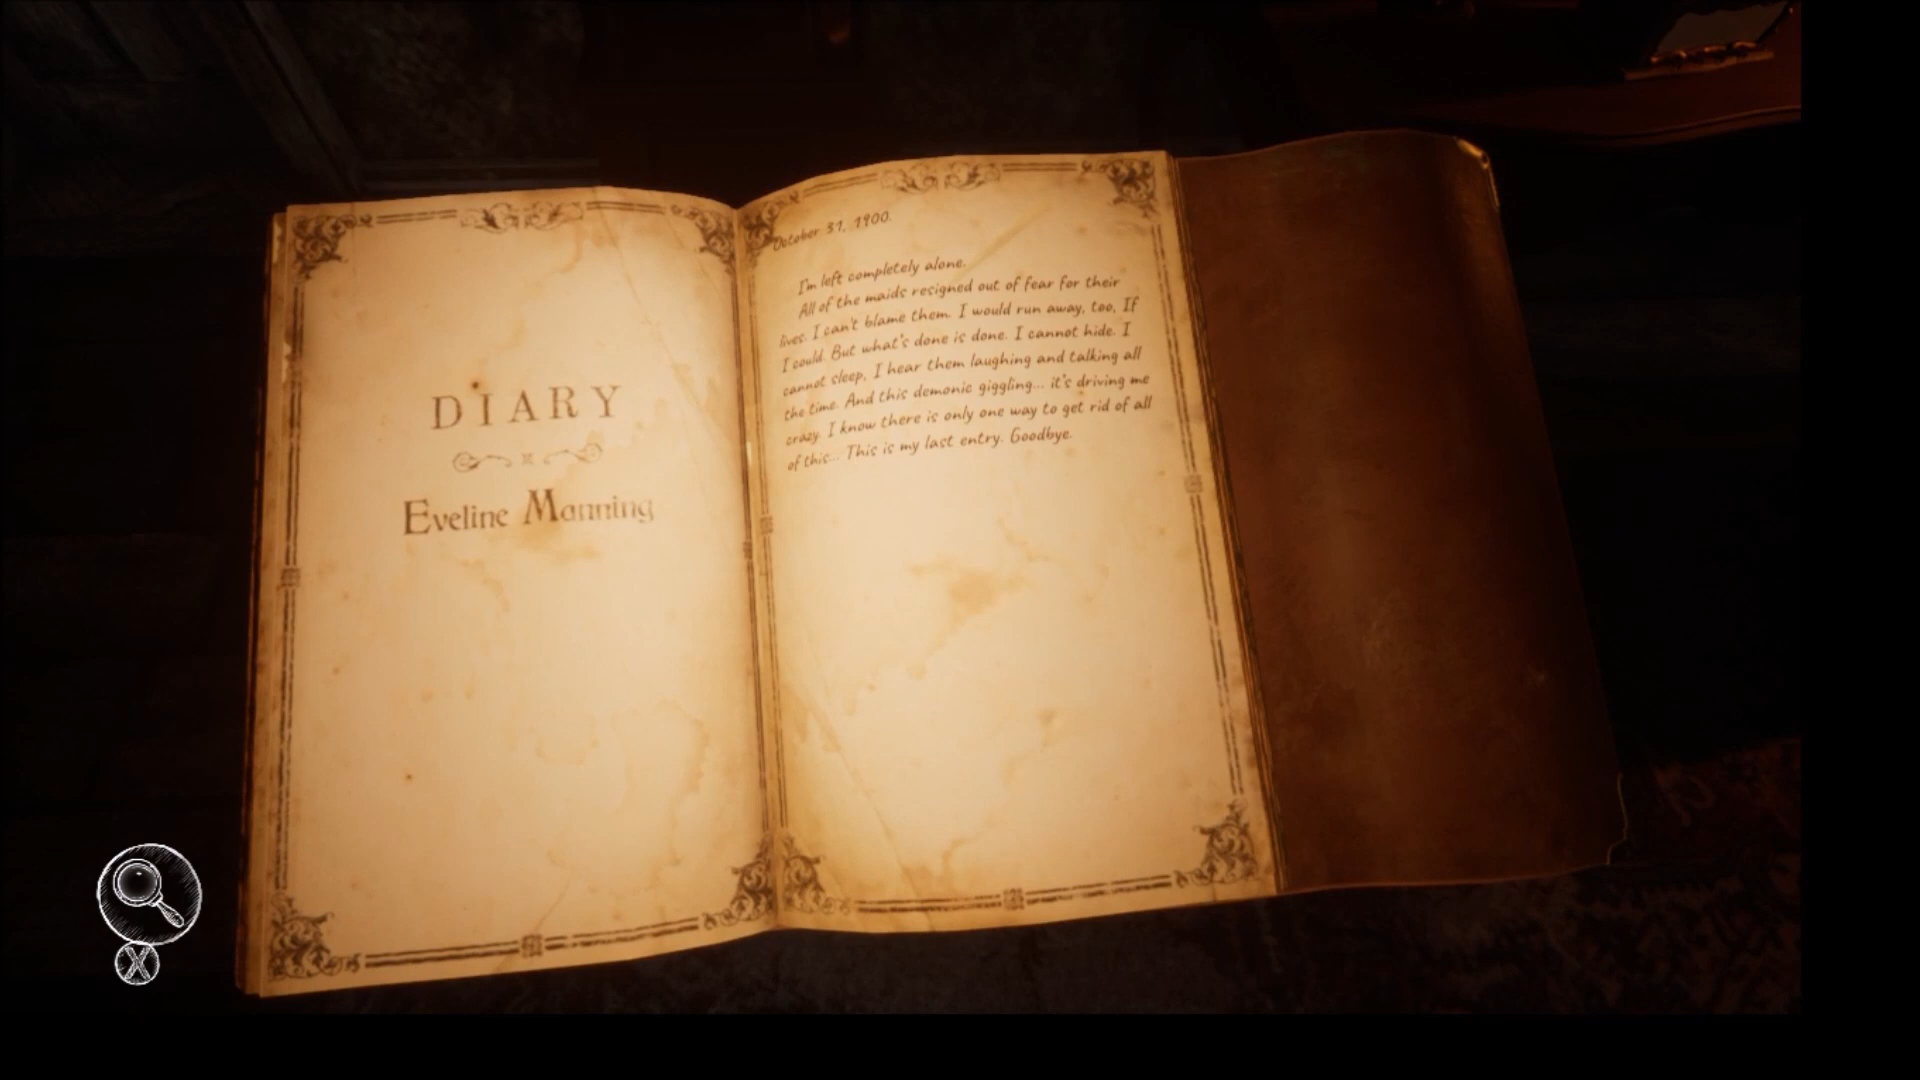 DIARY
Eveline Manning
October 31, 1900.
I'm left completely alone.
All of the maids resigned out of fear for their
lives. I can't blame them. I would run away, too, If
I could. But what's done is done. I cannot hide. I
cannot sleep, I hear them laughing and talking all
the time. And this demonic giggling... it's driving me
crazy. I know there is only one way to get rid of all
of this... This is my last entry. Goodbye.
X